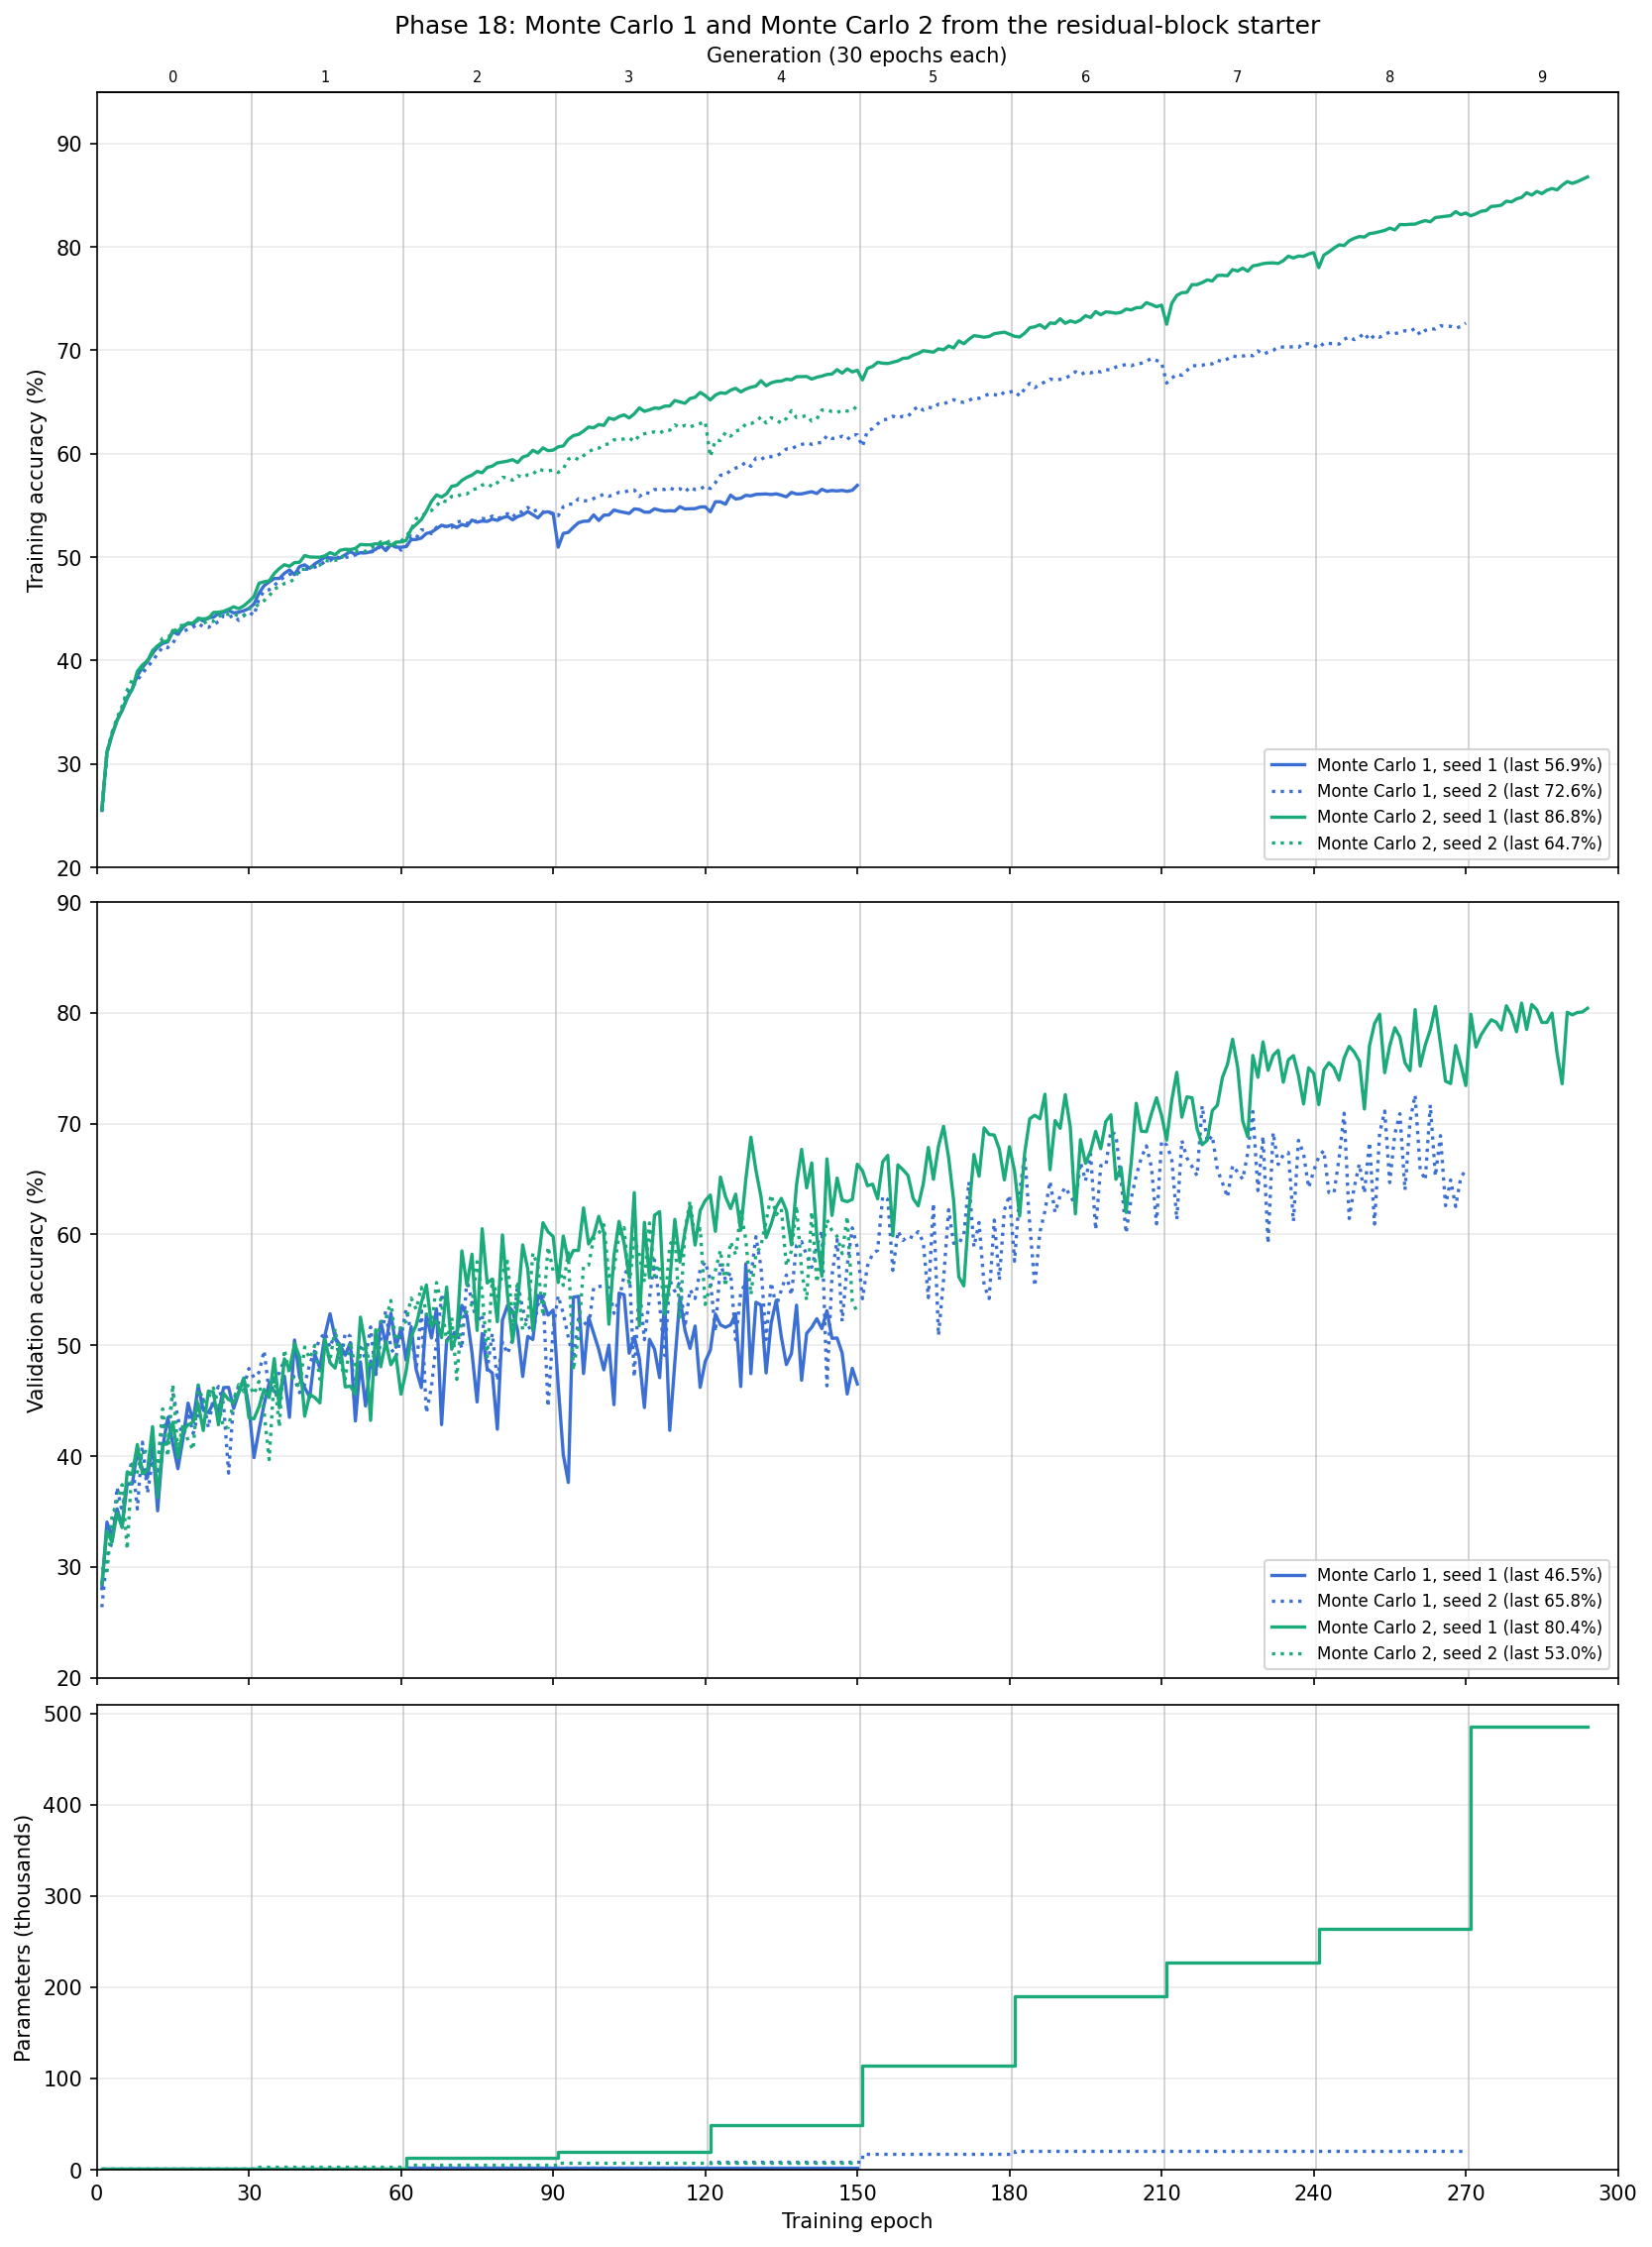 Phase 18: Monte Carlo 1 and Monte Carlo 2 from the residual-block starter
Generation (30 epochs each)
0 1 2 3 4 5 6 7 8 9
Training accuracy (%)
90
80
70
60
50
40
30
20
Monte Carlo 1, seed 1 (last 56.9%)
Monte Carlo 1, seed 2 (last 72.6%)
Monte Carlo 2, seed 1 (last 86.8%)
Monte Carlo 2, seed 2 (last 64.7%)
Validation accuracy (%)
90
80
70
60
50
40
30
20
Monte Carlo 1, seed 1 (last 46.5%)
Monte Carlo 1, seed 2 (last 65.8%)
Monte Carlo 2, seed 1 (last 80.4%)
Monte Carlo 2, seed 2 (last 53.0%)
Parameters (thousands)
500
400
300
200
100
0
0 30 60 90 120 150 180 210 240 270 300
Training epoch